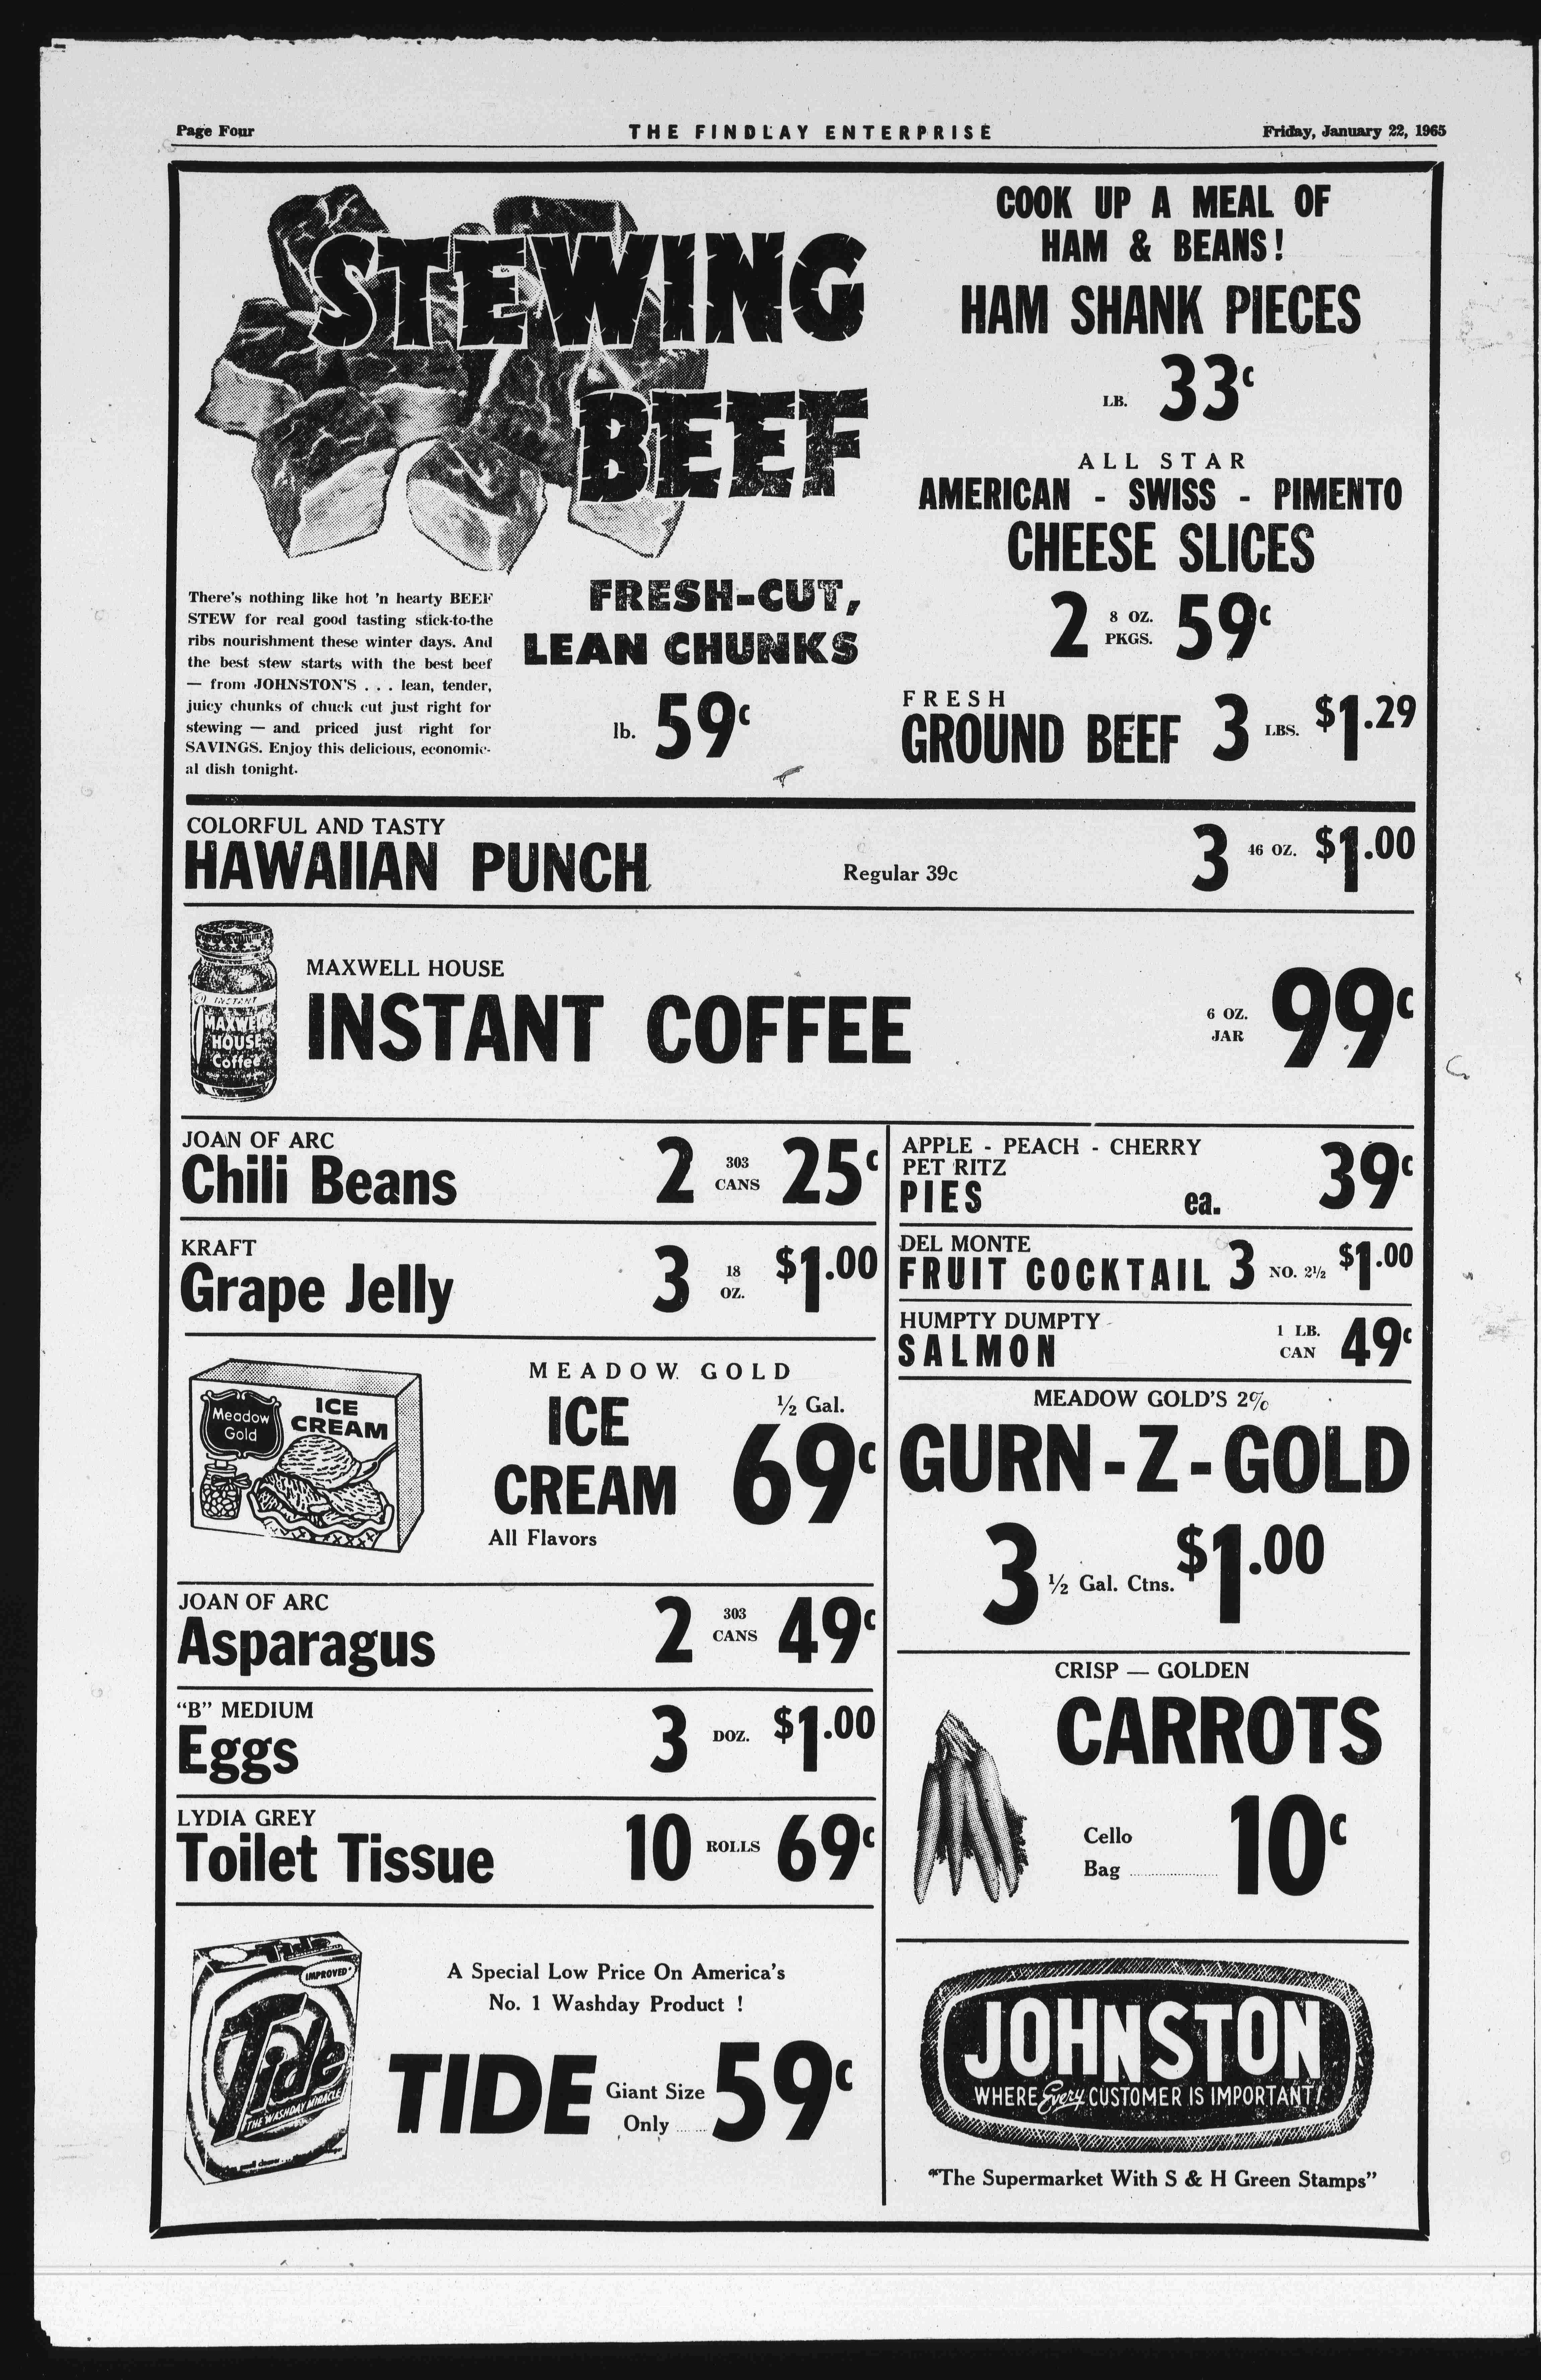 Page Four
THE FINDLAY ENTERPRISE
Friday, January 22, 1965
STEWING
BEEF
There's nothing like hot 'n hearty BEEF
STEW for real good tasting stick-to-the
ribs nourishment these winter days. And
the best stew starts with the best beef
— from JOHNSTON'S . . . lean, tender,
juicy chunks of chuck cut just right for
stewing — and priced just right for
SAVINGS. Enjoy this delicious, economic-
al dish tonight.
FRESH-CUT,
LEAN CHUNKS
lb. 59c
COOK UP A MEAL OF
HAM & BEANS!
HAM SHANK PIECES
LB. 33c
ALL STAR
AMERICAN - SWISS - PIMENTO
CHEESE SLICES
2 8 OZ. PKGS. 59c
FRESH
GROUND BEEF 3 LBS. $1.29
COLORFUL AND TASTY
HAWAIIAN PUNCH Regular 39c 3 46 OZ. $1.00
INSTANT
MAXWELL
HOUSE
Coffee
MAXWELL HOUSE
INSTANT COFFEE 6 OZ. JAR 99c
JOAN OF ARC
Chili Beans 2 303 CANS 25c
KRAFT
Grape Jelly 3 18 OZ. $1.00
Meadow
Gold
ICE
CREAM
MEADOW GOLD
ICE
CREAM
All Flavors
½ Gal.
69c
JOAN OF ARC
Asparagus 2 303 CANS 49c
"B" MEDIUM
Eggs 3 DOZ. $1.00
LYDIA GREY
Toilet Tissue 10 ROLLS 69c
Tide
IMPROVED
Tide
THE WASHDAY MIRACLE
A Special Low Price On America's
No. 1 Washday Product !
TIDE Giant Size Only ...... 59c
APPLE - PEACH - CHERRY
PET RITZ
PIES ea. 39c
DEL MONTE
FRUIT COCKTAIL 3 NO. 2½ $1.00
HUMPTY DUMPTY
SALMON 1 LB. CAN 49c
MEADOW GOLD'S 2%
GURN-Z-GOLD
3 ½ Gal. Ctns. $1.00
CRISP — GOLDEN
CARROTS
Cello
Bag .................. 10c
JOHNSTON
WHERE Every CUSTOMER IS IMPORTANT!
"The Supermarket With S & H Green Stamps"